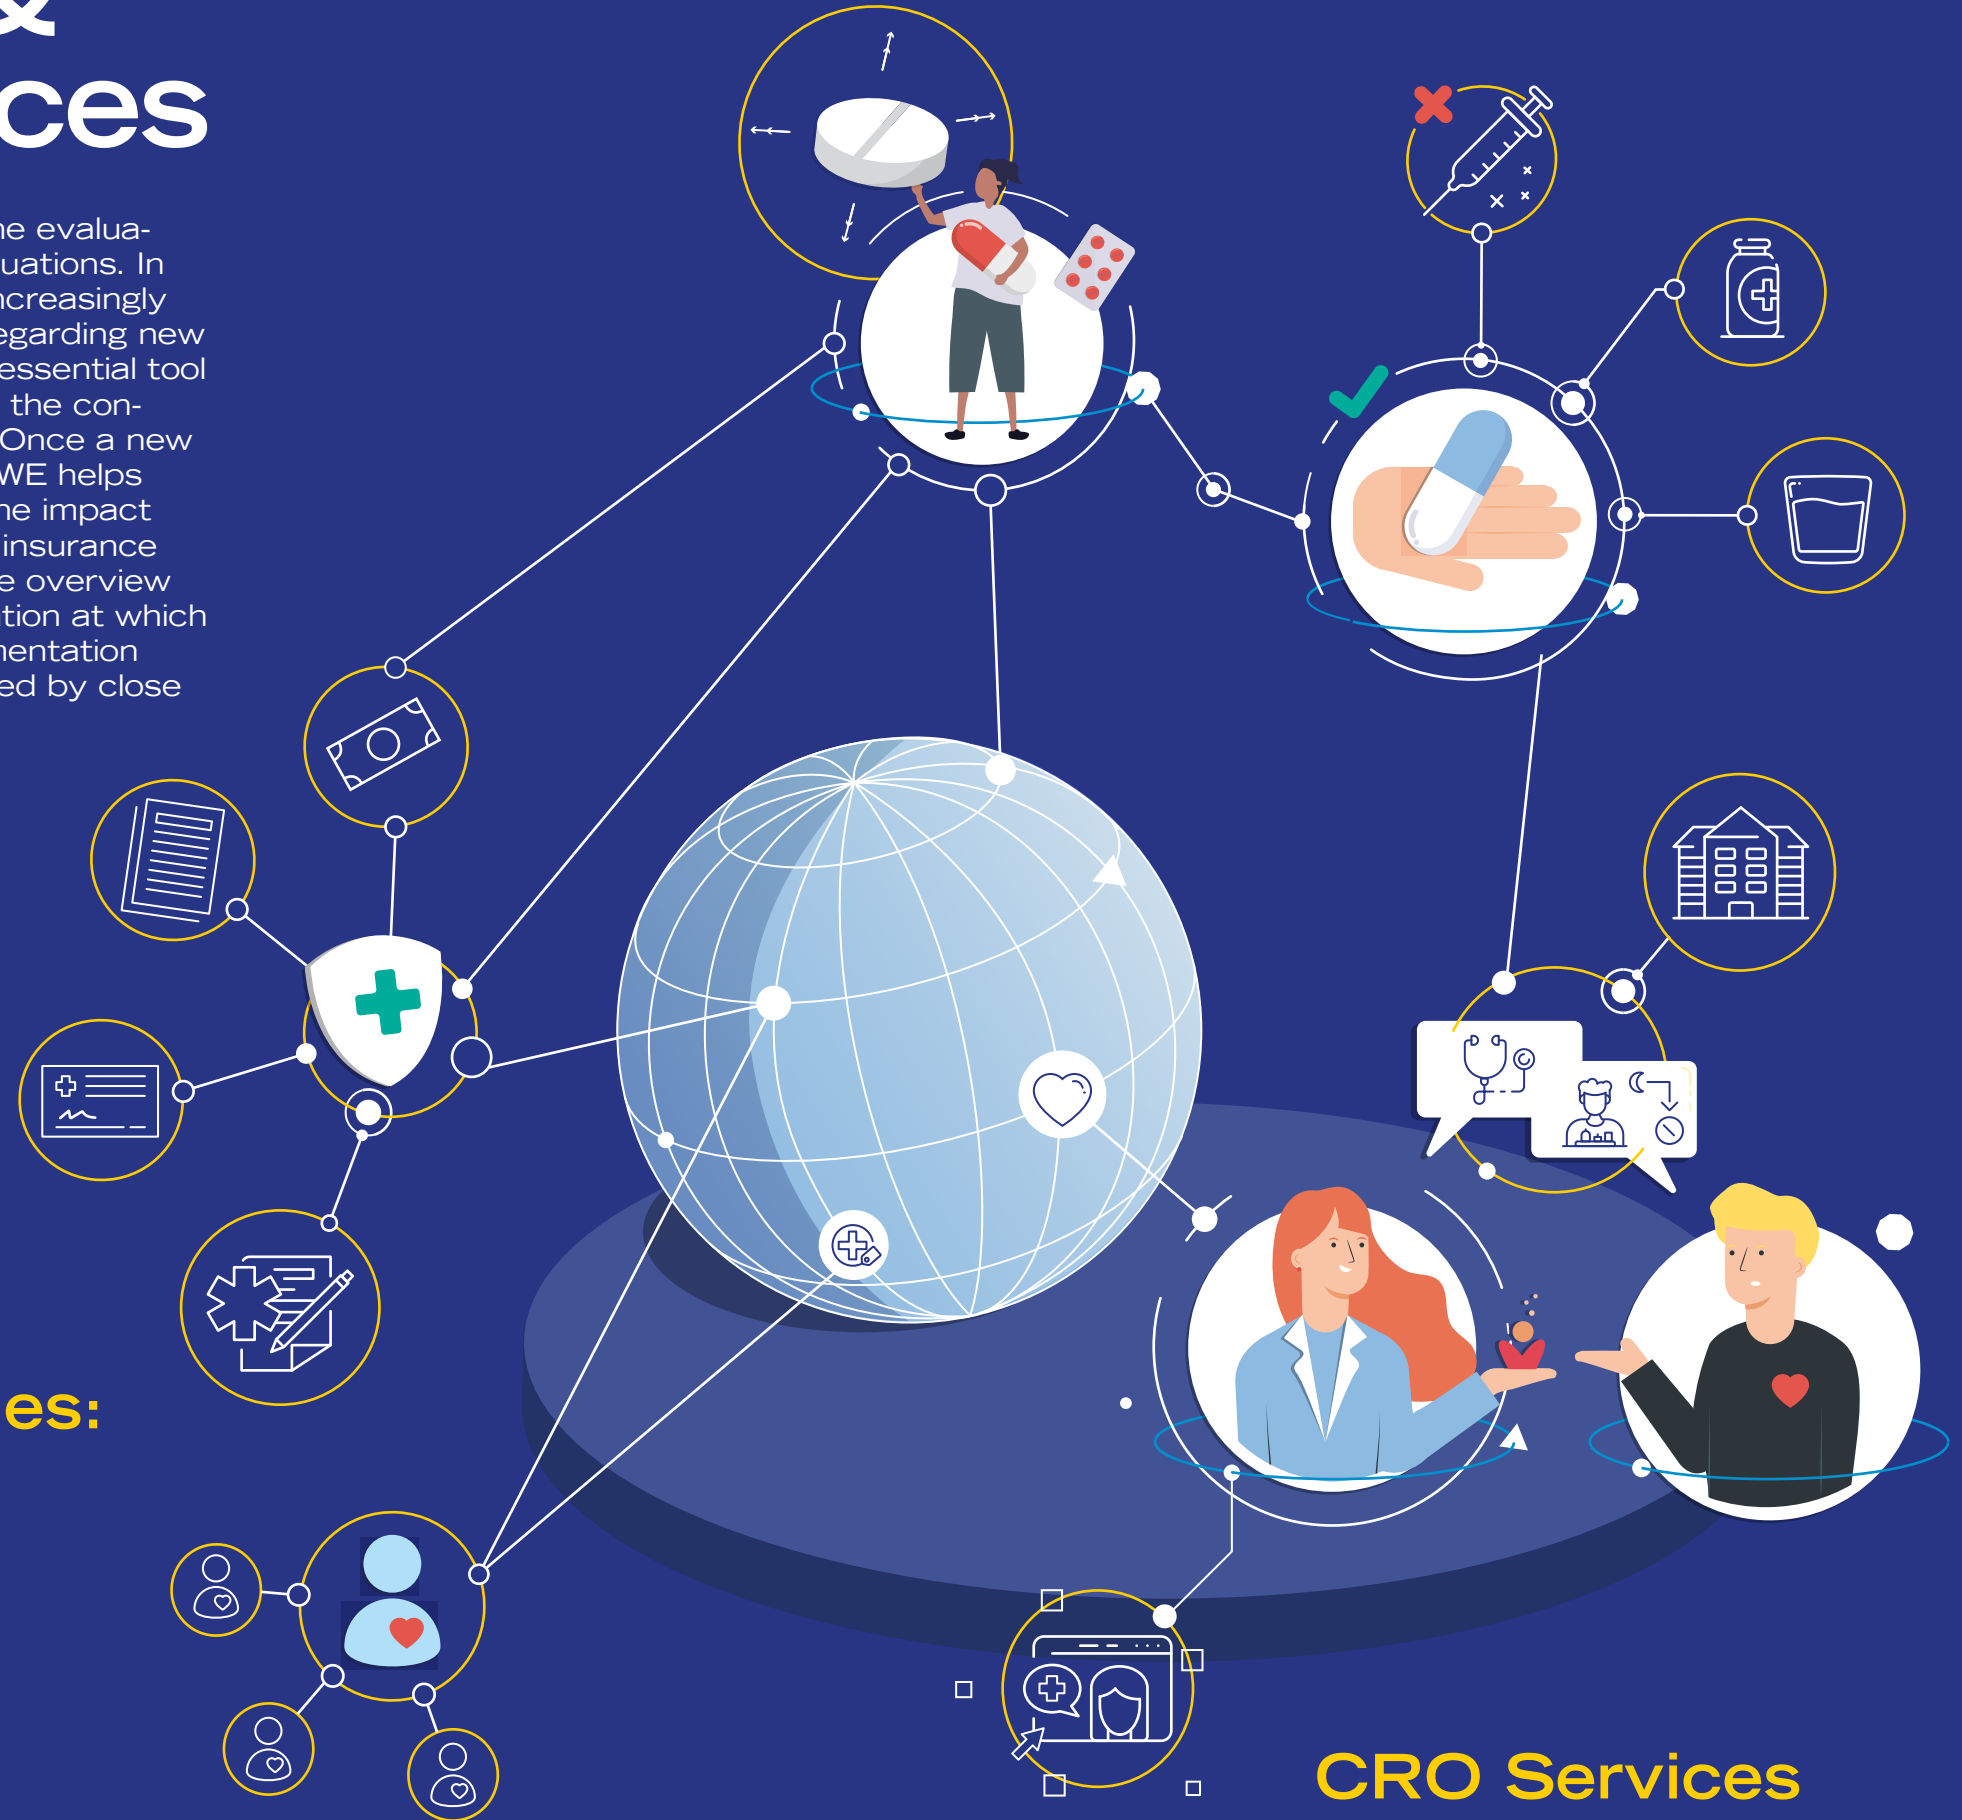 &
ces
ne evalua-
uations. In
ncreasingly
egarding new
essential tool
the con-
Once a new
WE helps
ne impact
insurance
e overview
tion at which
nentation
ed by close
es:
CRO Services